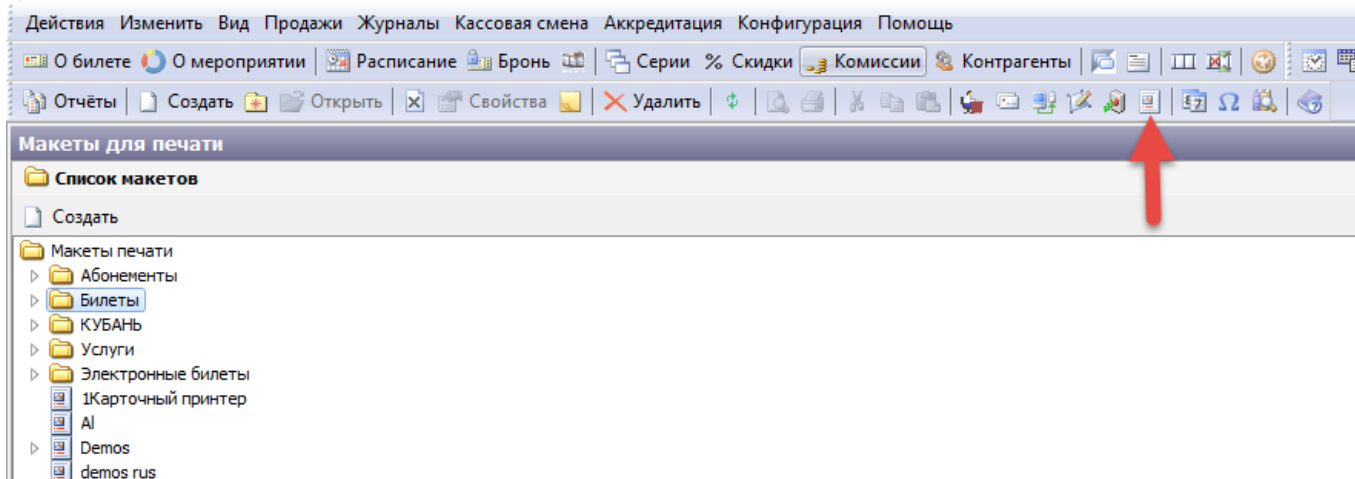 Действия Изменить Вид Продажи Журналы Кассовая смена Аккредитация Конфигурация Помощь
О билете О мероприятии Расписание Бронь Серии % Скидки Комиссии Контрагенты
Отчёты Создать Открыть Свойства Удалить
Макеты для печати
Список макетов
Создать
Макеты печати
Абонементы
Билеты
КУБАНЬ
Услуги
Электронные билеты
1Карточный принтер
Al
Demos
demos rus